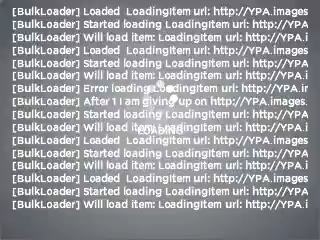 [BulkLoader] Loaded  LoadingItem url: http://YPA.images
[BulkLoader] Started loading LoadingItem url: http://YPA
[BulkLoader] Will load item: LoadingItem url: http://YPA.i
[BulkLoader] Loaded  LoadingItem url: http://YPA.images
[BulkLoader] Started loading LoadingItem url: http://YPA
[BulkLoader] Will load item: LoadingItem url: http://YPA.i
[BulkLoader] Error loading LoadingItem url: http://YPA.ir
[BulkLoader] After 1 I am giving up on http://YPA.images.
[BulkLoader] Started loading LoadingItem url: http://YPA
[BulkLoader] Will load item: LoadingItem url: http://YPA.i
LOADING
[BulkLoader] Loaded  LoadingItem url: http://YPA.images
[BulkLoader] Started loading LoadingItem url: http://YPA
[BulkLoader] Will load item: LoadingItem url: http://YPA.i
[BulkLoader] Loaded  LoadingItem url: http://YPA.images
[BulkLoader] Started loading LoadingItem url: http://YPA
[BulkLoader] Will load item: LoadingItem url: http://YPA.i